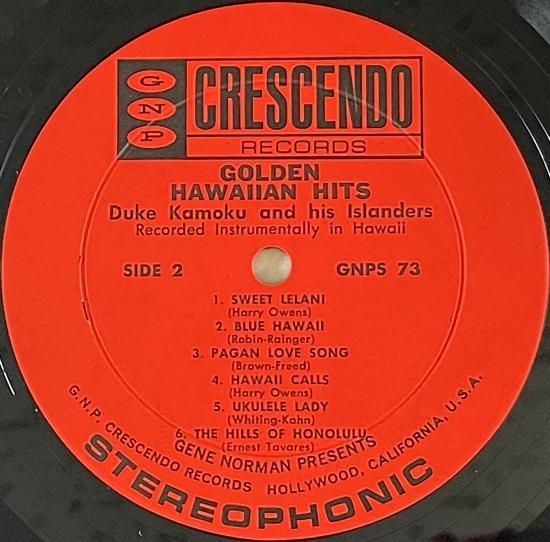 G
N
P
CRESCENDO
RECORDS
GOLDEN
HAWAIIAN HITS
Duke Kamoku and his Islanders
Recorded Instrumentally in Hawaii
SIDE 2
GNPS 73
1. SWEET LELANI
(Harry Owens)
2. BLUE HAWAII
(Robin-Rainger)
3. PAGAN LOVE SONG
(Brown-Freed)
4. HAWAII CALLS
(Harry Owens)
5. UKULELE LADY
(Whiting-Kahn)
6. THE HILLS OF HONOLULU
(Ernest Tavares)
GENE NORMAN PRESENTS
G.N.P. CRESCENDO RECORDS HOLLYWOOD, CALIFORNIA, U.S.A.
STEREOPHONIC